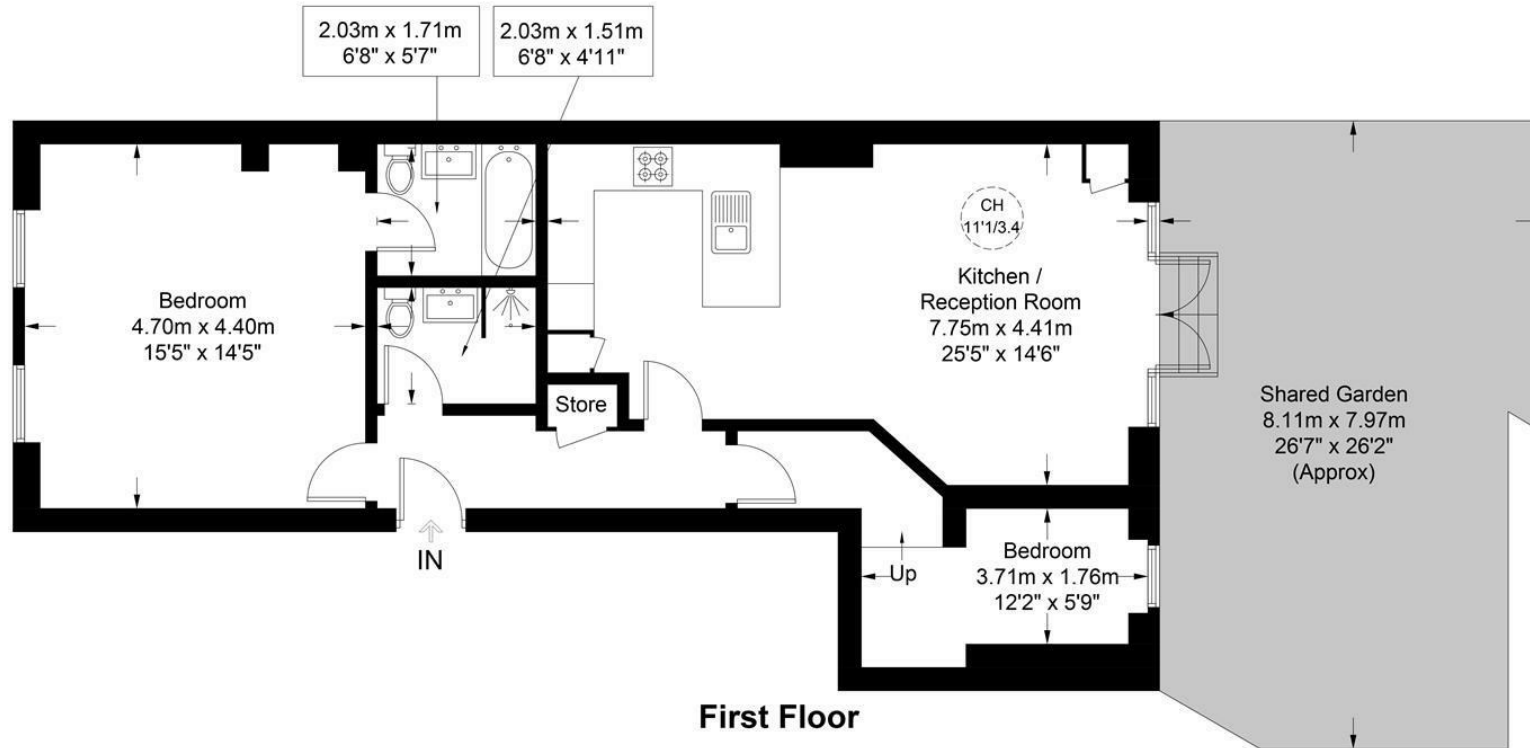 2.03m x 1.71m
6'8" x 5'7"
2.03m x 1.51m
6'8" x 4'11"
Bedroom
4.70m x 4.40m
15'5" x 14'5"
CH
11'1/3.4
Kitchen /
Reception Room
7.75m x 4.41m
25'5" x 14'6"
Store
Shared Garden
8.11m x 7.97m
26'7" x 26'2"
(Approx)
IN
Up
Bedroom
3.71m x 1.76m
12'2" x 5'9"
First Floor